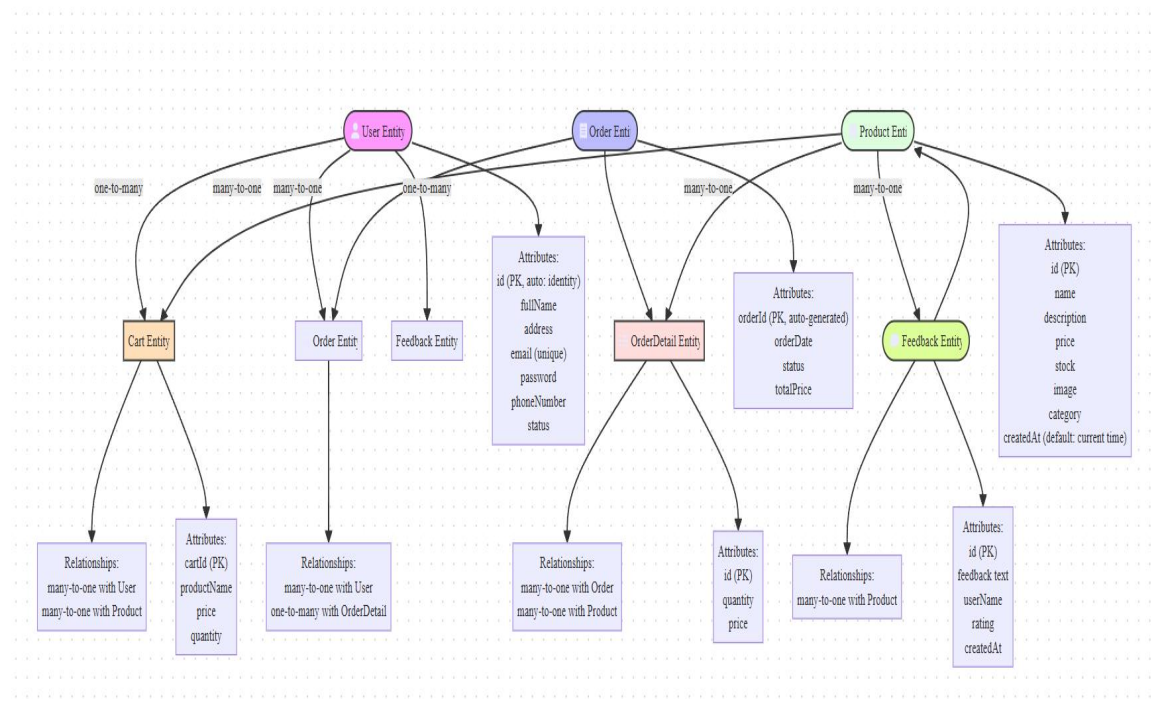 User Entity
Order Enti
Product Enti
one-to-many
many-to-one
many-to-one
one-to-many
many-to-one
many-to-one
Attributes:
id (PK, auto: identity)
fullName
address
email (unique)
password
phoneNumber
status
Attributes:
orderId (PK, auto-generated)
orderDate
status
totalPrice
Attributes:
id (PK)
name
description
price
stock
image
category
createdAt (default: current time)
Cart Entity
Order Entity
Feedback Entity
OrderDetail Entity
Feedback Entity
Relationships:
many-to-one with User
many-to-one with Product
Attributes:
cartId (PK)
productName
price
quantity
Relationships:
many-to-one with User
one-to-many with OrderDetail
Relationships:
many-to-one with Order
many-to-one with Product
Attributes:
id (PK)
quantity
price
Relationships:
many-to-one with Product
Attributes:
id (PK)
feedback text
userName
rating
createdAt